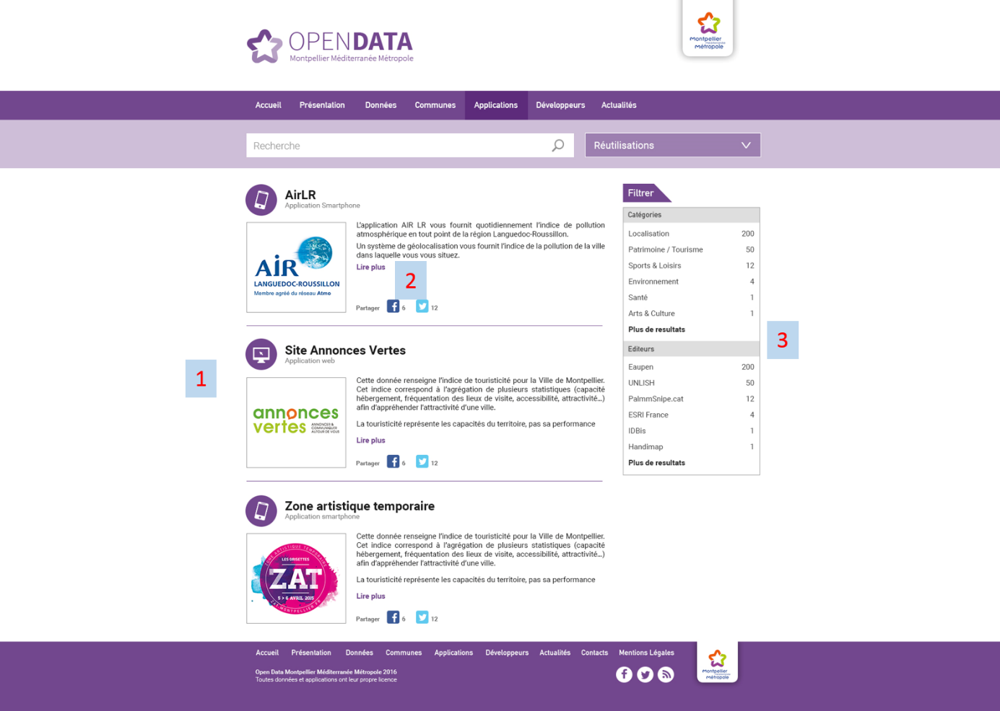 OPENDATA
Montpellier Méditerranée Métropole
Montpellier
méditerranée
métropole
Accueil Présentation Données Communes Applications Développeurs Actualités
Recherche
Réutilisations
AirLR
Application Smartphone
AIR
LANGUEDOC-ROUSSILLON
Membre agréé du réseau Atmo
L'application AIR LR vous fournit quotidiennement l'indice de pollution
atmosphérique en tout point de la région Languedoc-Roussillon.
Un système de géolocalisation vous fournit l'indice de la pollution de la ville
dans laquelle vous vous situez.
Lire plus
2
Partager 6 12
1
Site Annonces Vertes
Application web
annonces
vertes
ANNONCER &
COMMUNIQUER
AUTOUR DE VOUS
Cette donnée renseigne l'indice de touristicité pour la Ville de Montpellier.
Cet indice correspond à l'agrégation de plusieurs statistiques (capacité
hébergement, fréquentation des lieux de visite, accessibilité, attractivité...)
afin d'appréhender l'attractivité d'une ville.
La touristicité représente les capacités du territoire, pas sa performance
Lire plus
Partager 6 12
Zone artistique temporaire
Application smartphone
ZONE ARTISTIQUE TEMPORAIRE
LES GRISETTES
ZAT
5 > 6 AVRIL 2015
ZAT.MONTPELLIER.FR
Cette donnée renseigne l'indice de touristicité pour la Ville de Montpellier.
Cet indice correspond à l'agrégation de plusieurs statistiques (capacité
hébergement, fréquentation des lieux de visite, accessibilité, attractivité...)
afin d'appréhender l'attractivité d'une ville.
La touristicité représente les capacités du territoire, pas sa performance
Lire plus
Partager 6 12
Filtrer
Catégories
Localisation 200
Patrimoine / Tourisme 50
Sports & Loisirs 12
Environnement 4
Santé 1
Arts & Culture 1
Plus de resultats
3
Editeurs
Eaupen 200
UNLISH 50
PalmmSnipe.cat 12
ESRI France 4
IDBis 1
Handimap 1
Plus de resultats
Accueil Présentation Données Communes Applications Développeurs Actualités Contacts Mentions Légales
Open Data Montpellier Méditerranée Métropole 2016
Toutes données et applications ont leur propre licence
Montpellier
méditerranée
métropole